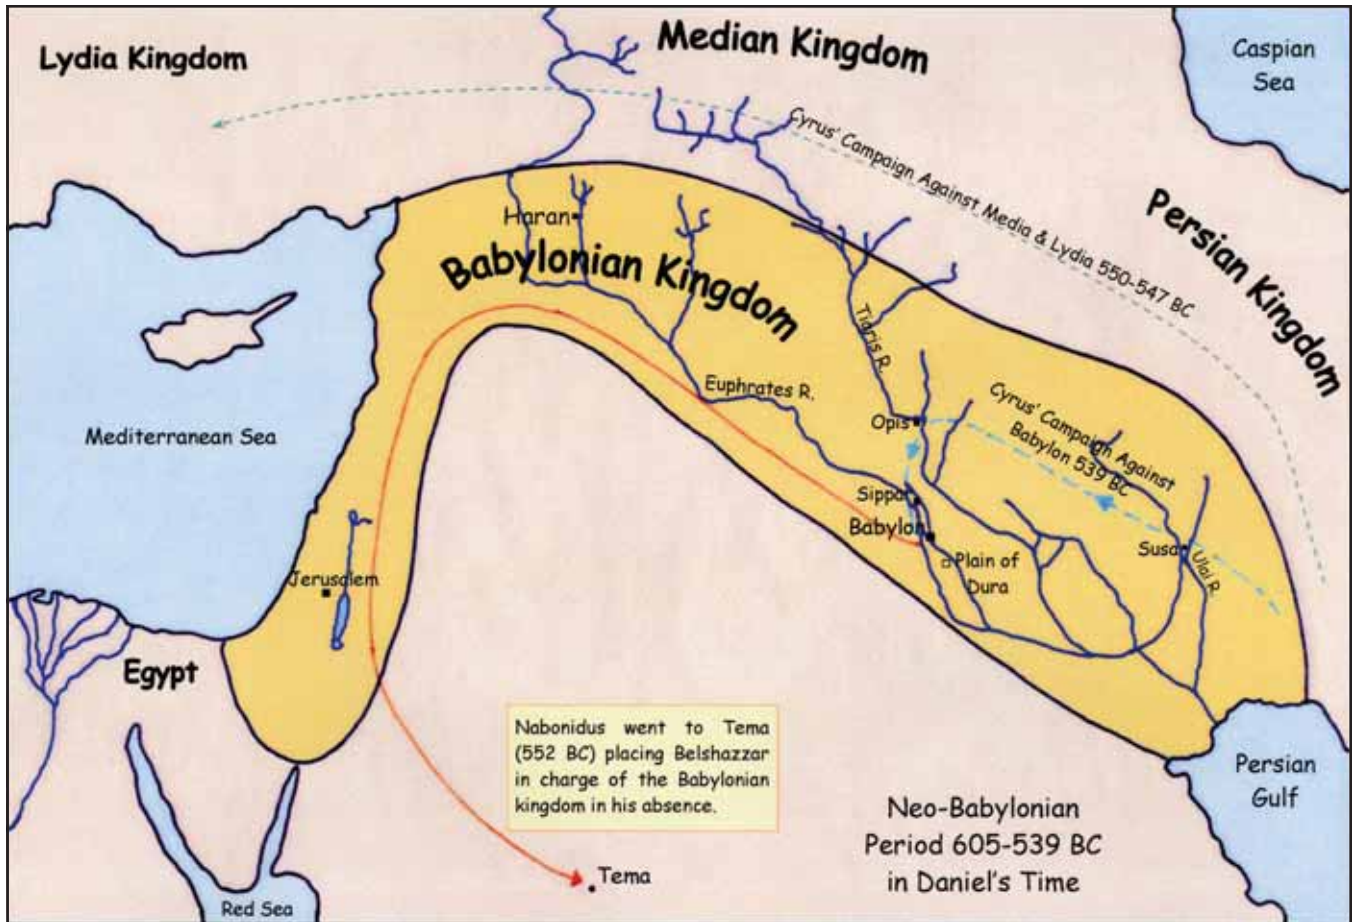 Lydia Kingdom
Median Kingdom
Caspian
Sea
Cyrus' Campaign Against Media & Lydia 550-547 BC
Persian Kingdom
Haran
Babylonian Kingdom
Tigris R.
Euphrates R.
Mediterranean Sea
Opis
Cyrus' Campaign Against
Babylon 539 BC
Sippar
Babylon
Susa
Ulai R.
Plain of
Dura
Jerusalem
Egypt
Nabonidus went to Tema
(552 BC) placing Belshazzar
in charge of the Babylonian
kingdom in his absence.
Persian
Gulf
Neo-Babylonian
Period 605-539 BC
in Daniel's Time
Tema
Red Sea